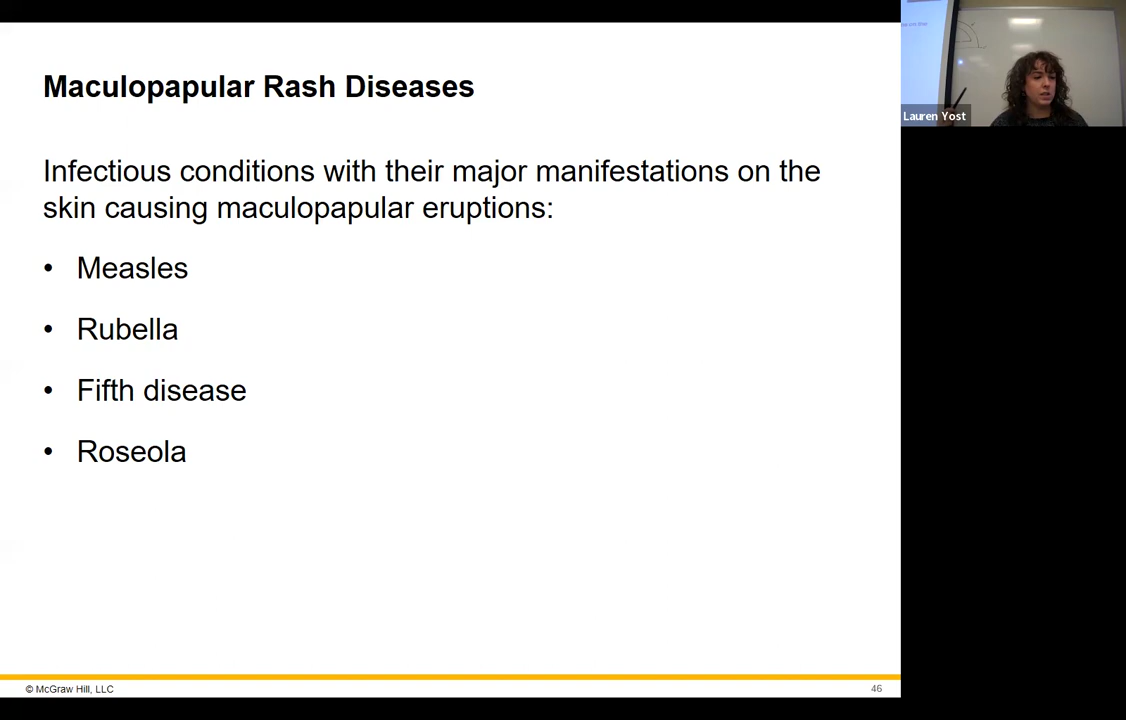 Maculopapular Rash Diseases
Infectious conditions with their major manifestations on the
skin causing maculopapular eruptions:
• Measles
• Rubella
• Fifth disease
• Roseola
© McGraw Hill, LLC
46
Lauren Yost